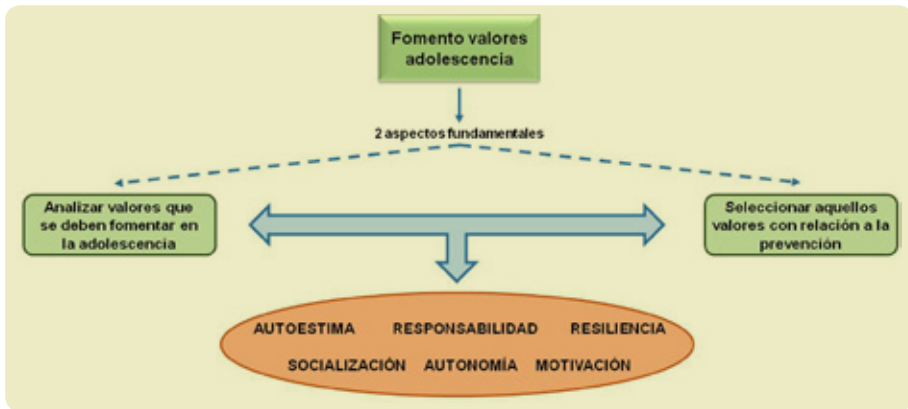 Fomento valores
adolescencia
2 aspectos fundamentales
Analizar valores que
se deben fomentar en
la adolescencia
Seleccionar aquellos
valores con relación a la
prevención
AUTOESTIMA RESPONSABILIDAD RESILIENCIA
SOCIALIZACIÓN AUTONOMÍA MOTIVACIÓN